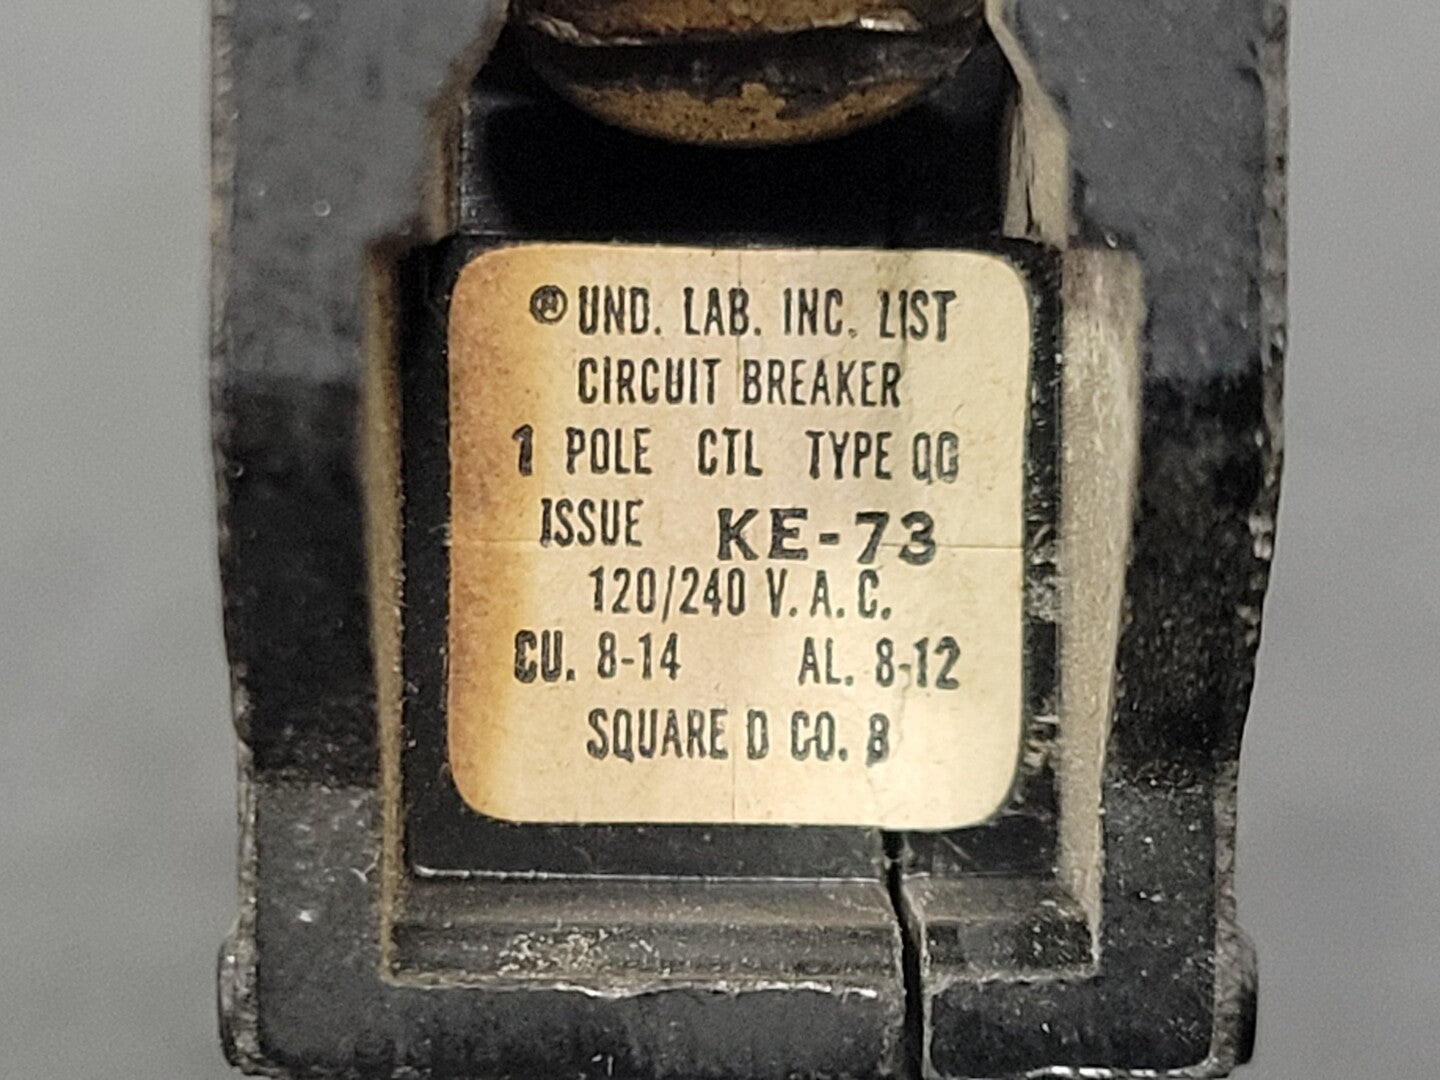 ® UND. LAB. INC. LIST
CIRCUIT BREAKER
1 POLE CTL TYPE QO
ISSUE KE-73
120/240 V.A.C.
CU. 8-14 AL. 8-12
SQUARE D CO. 8